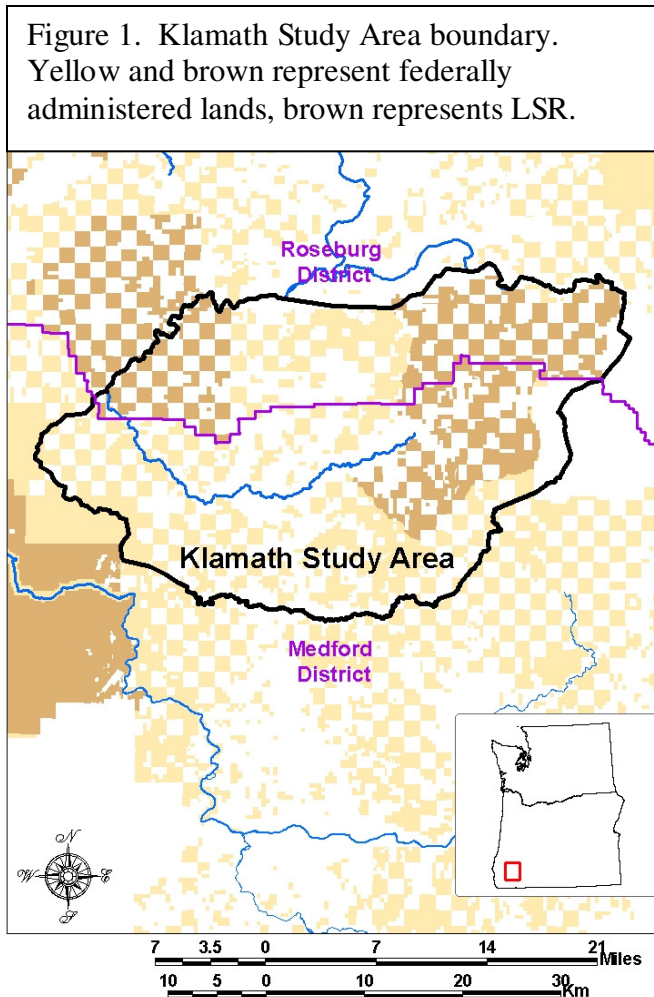 Figure 1. Klamath Study Area boundary.
Yellow and brown represent federally
administered lands, brown represents LSR.
Roseburg
District
Klamath Study Area
Medford
District
N
W E
S
7 3.5 0 7 14 21
Miles
10 5 0 10 20 30
Km